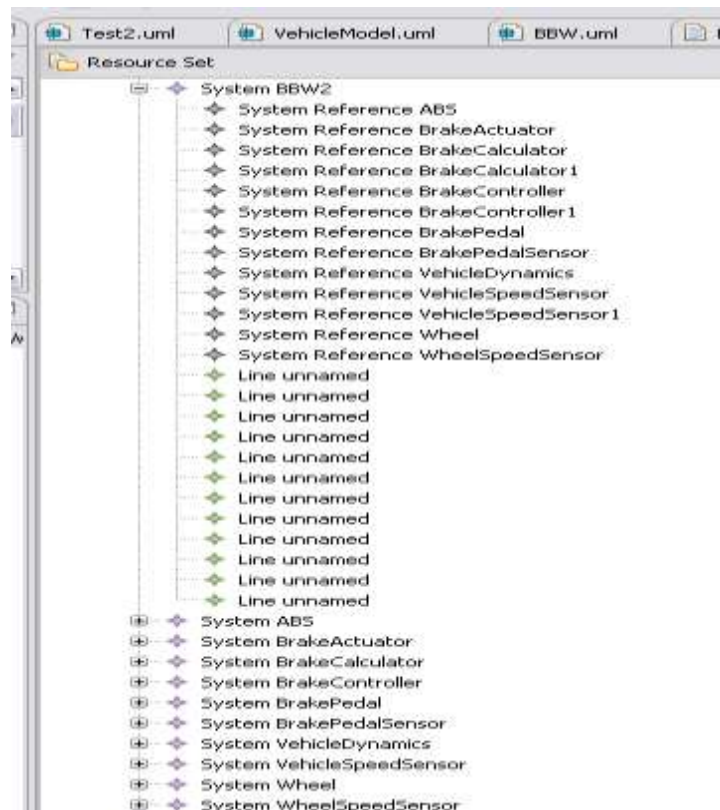 Test2.uml VehicleModel.uml BBW.uml
Resource Set
System BBW2
System Reference ABS
System Reference BrakeActuator
System Reference BrakeCalculator
System Reference BrakeCalculator1
System Reference BrakeController
System Reference BrakeController1
System Reference BrakePedal
System Reference BrakePedalSensor
System Reference VehicleDynamics
System Reference VehicleSpeedSensor
System Reference VehicleSpeedSensor1
System Reference Wheel
System Reference WheelSpeedSensor
Line unnamed
Line unnamed
Line unnamed
Line unnamed
Line unnamed
Line unnamed
Line unnamed
Line unnamed
Line unnamed
Line unnamed
Line unnamed
Line unnamed
System ABS
System BrakeActuator
System BrakeCalculator
System BrakeController
System BrakePedal
System BrakePedalSensor
System VehicleDynamics
System VehicleSpeedSensor
System Wheel
System WheelSpeedSensor